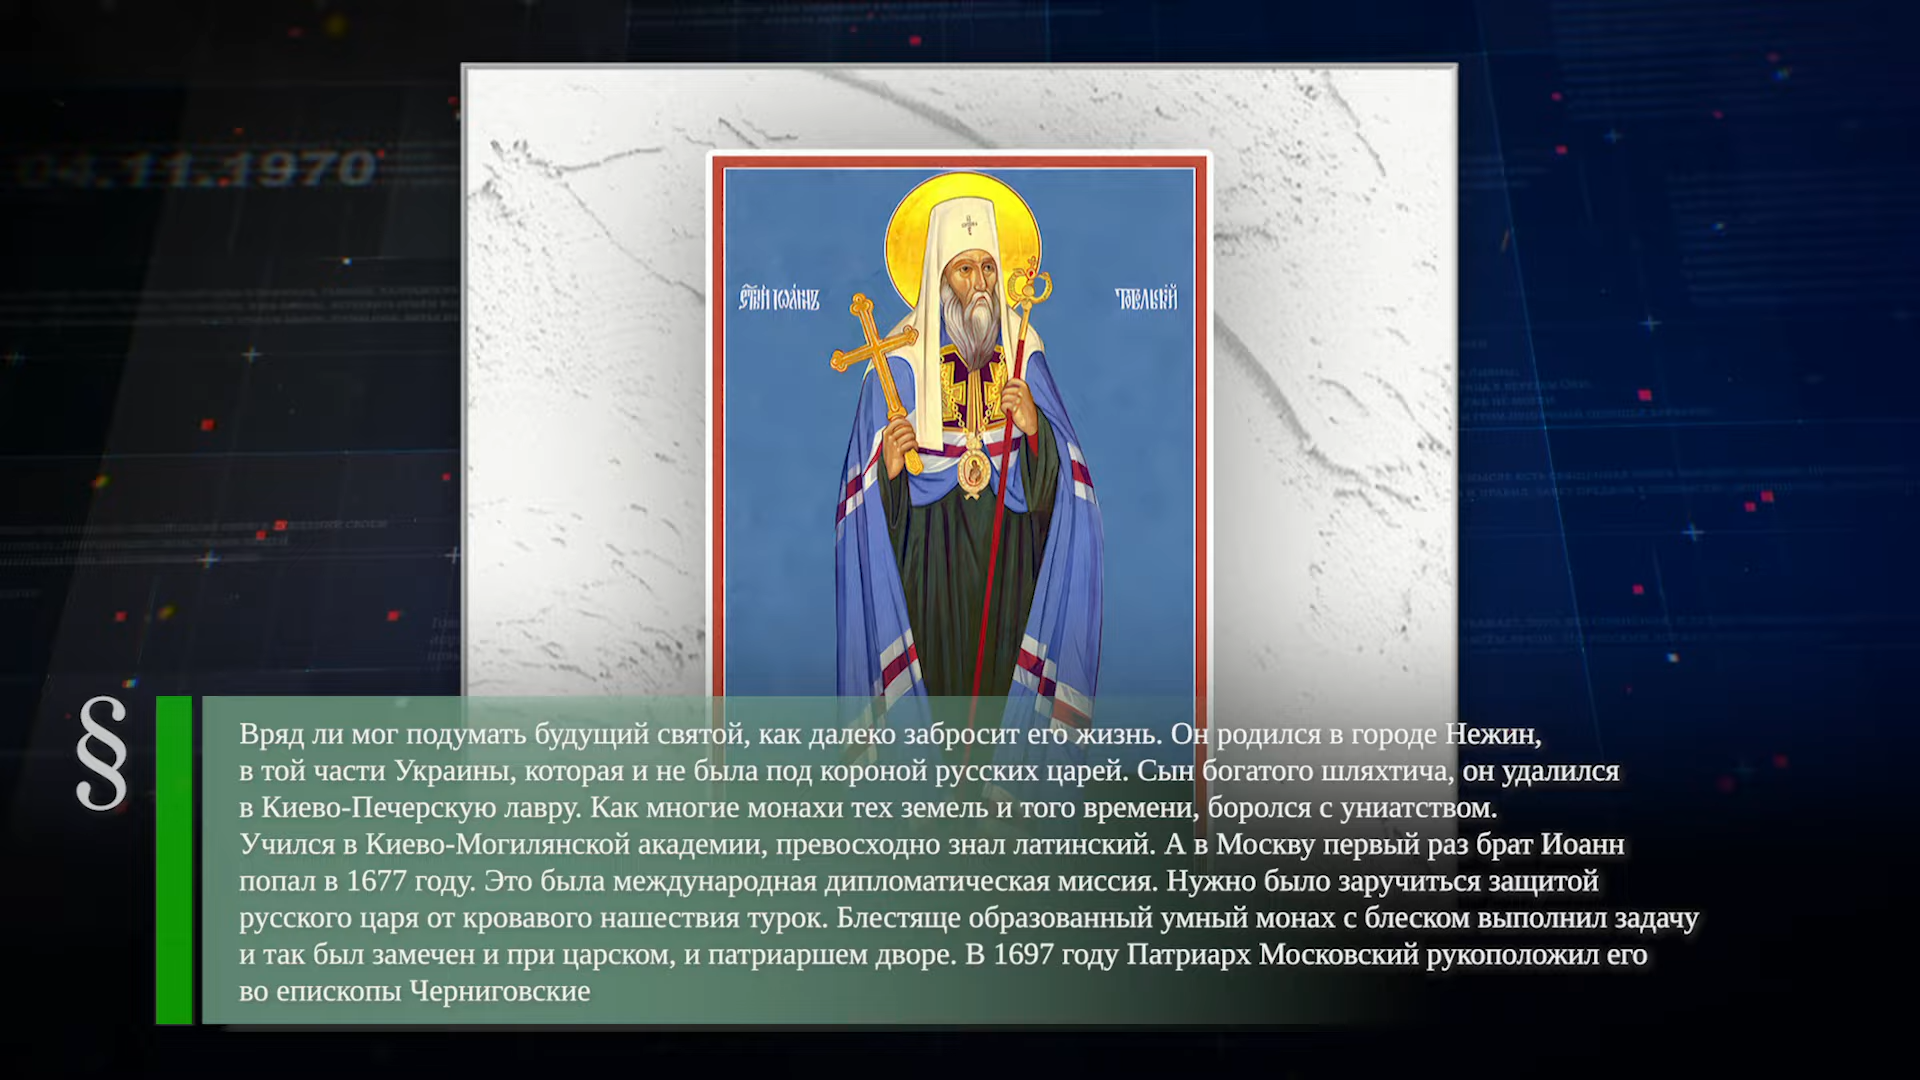 04.11.1970
Тобольскій
§
Вряд ли мог подумать будущий святой, как далеко забросит его жизнь. Он родился в городе Нежин,
в той части Украины, которая и не была под короной русских царей. Сын богатого шляхтича, он удалился
в Киево-Печерскую лавру. Как многие монахи тех земель и того времени, боролся с униатством.
Учился в Киево-Могилянской академии, превосходно знал латинский. А в Москву первый раз брат Иоанн
попал в 1677 году. Это была международная дипломатическая миссия. Нужно было заручиться защитой
русского царя от кровавого нашествия турок. Блестяще образованный умный монах с блеском выполнил задачу
и так был замечен и при царском, и патриаршем дворе. В 1697 году Патриарх Московский рукоположил его
во епископы Черниговские